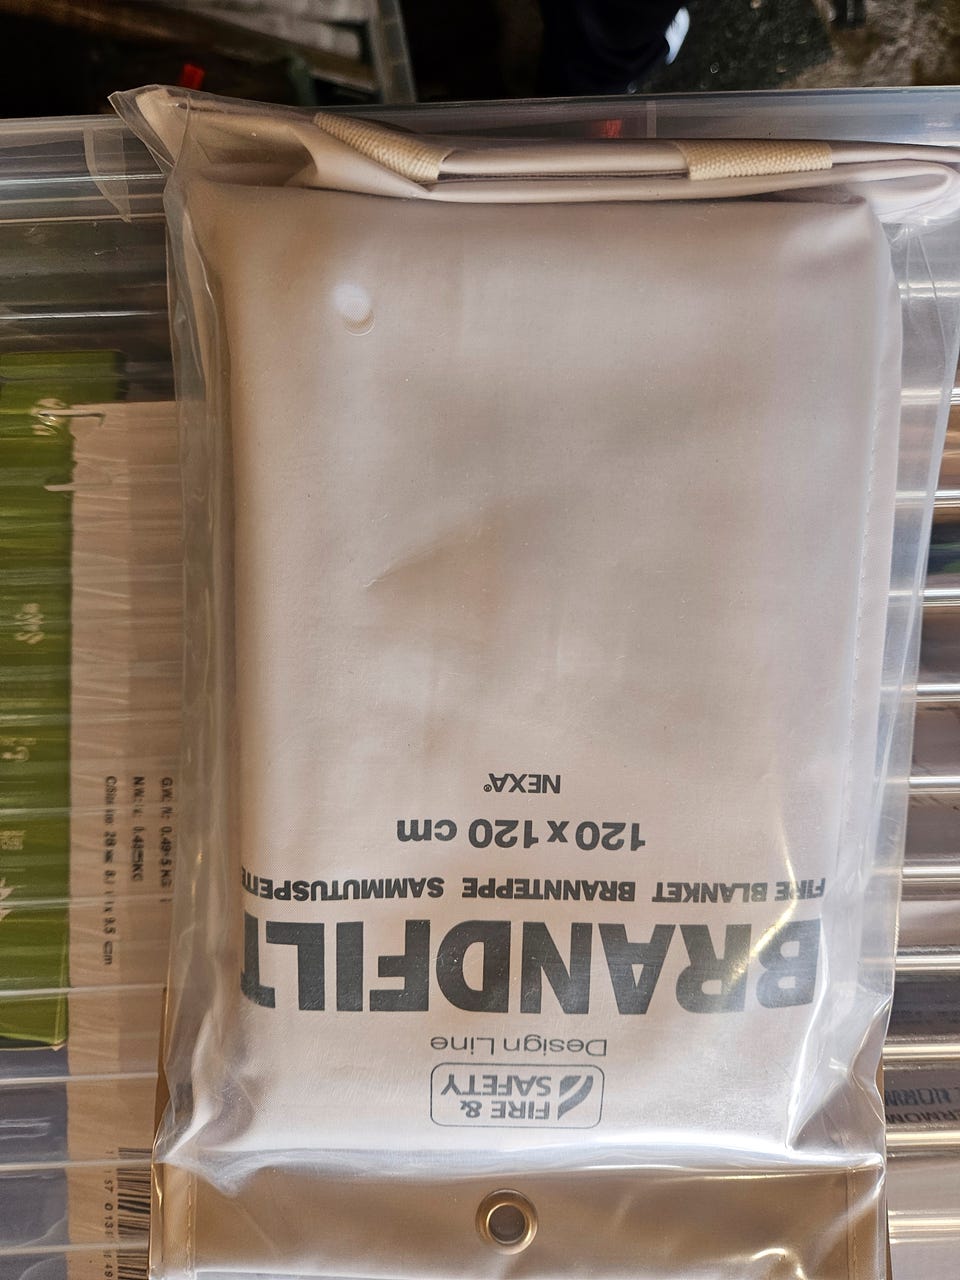 FIRE &
SAFETY
Design Line
BRANDFILT
FIRE BLANKET BRANNTEPPE SAMMUTUSPEITE
120 x 120 cm
NEXA®